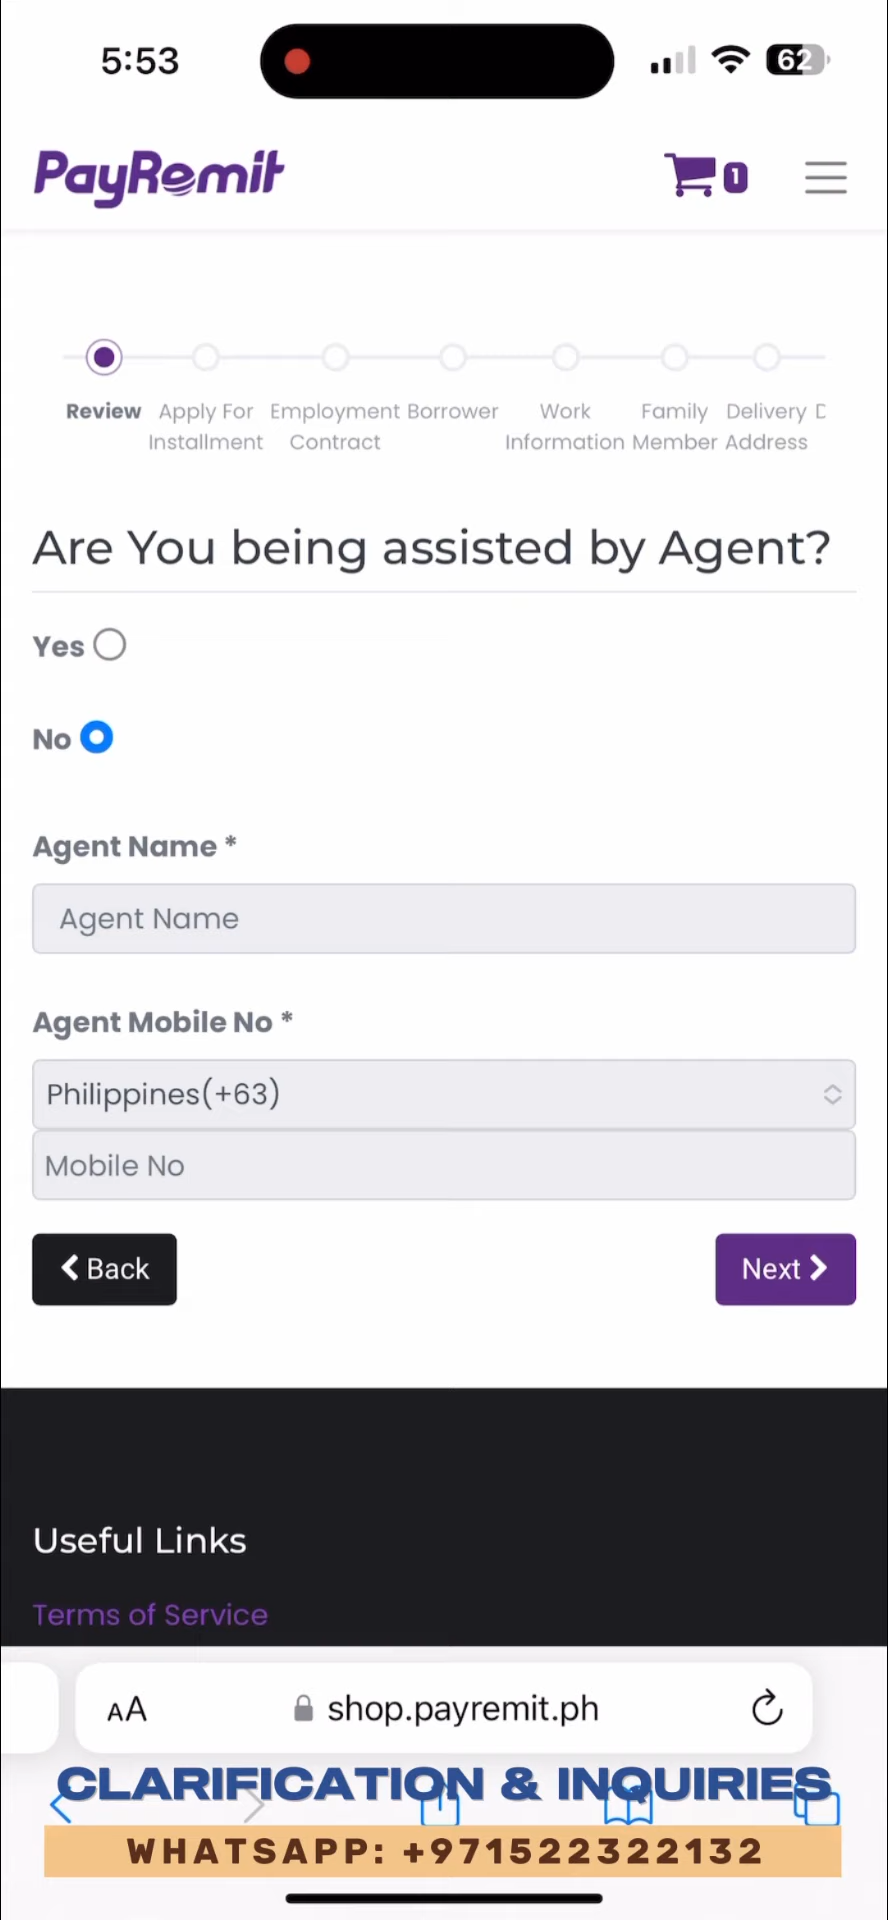 5:53
62
PayRemit
1
Review Apply For Employment Borrower Work Family Delivery D
Installment Contract Information Member Address
Are You being assisted by Agent?
Yes
No
Agent Name *
Agent Name
Agent Mobile No *
Philippines(+63)
Mobile No
Back
Next
Useful Links
Terms of Service
AA
shop.payremit.ph
CLARIFICATION & INQUIRIES
WHATSAPP: +971522322132